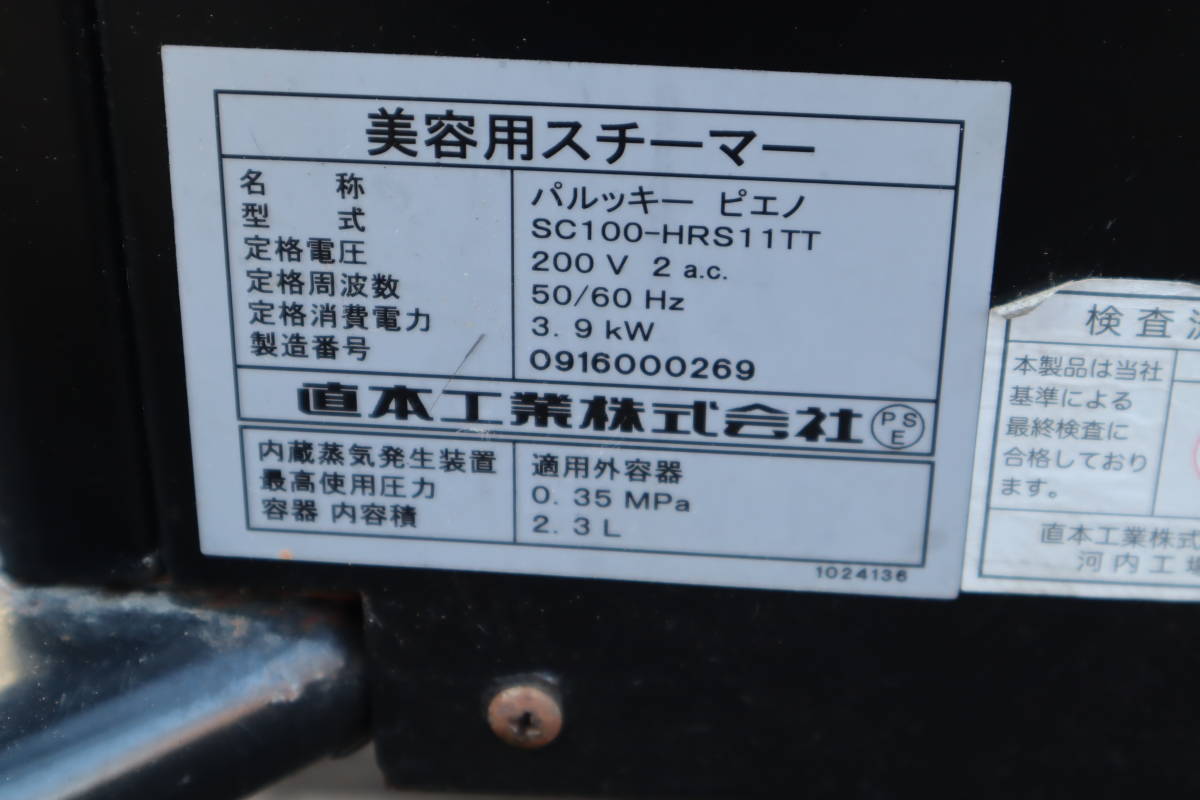 美容用スチーマー
名称 パルッキー ピエノ
型式 SC100-HRS11TT
定格電圧 200 V 2 a.c.
定格周波数 50/60 Hz
定格消費電力 3.9 kW
製造番号 0916000269
直本工業株式会社 PSE
内蔵蒸気発生装置 適用外容器
最高使用圧力 0.35 MPa
容器 内容積 2.3 L
1024136
検査
本製品は当社
基準による
最終検査に
合格しており
ます。
直本工業株式
河内工場